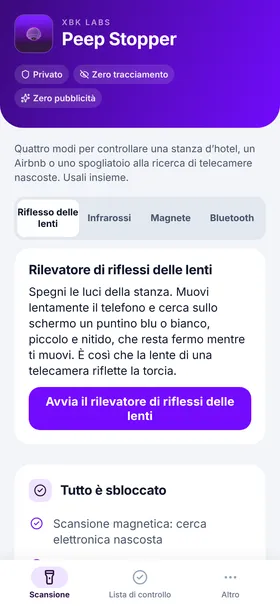 XBK LABS
Peep Stopper
Privato
Zero tracciamento
Zero pubblicità
Quattro modi per controllare una stanza d'hotel, un
Airbnb o uno spogliatoio alla ricerca di telecamere
nascoste. Usali insieme.
Riflesso delle
lenti
Infrarossi
Magnete
Bluetooth
Rilevatore di riflessi delle lenti
Spegni le luci della stanza. Muovi
lentamente il telefono e cerca sullo
schermo un puntino blu o bianco,
piccolo e nitido, che resta fermo mentre
ti muovi. È così che la lente di una
telecamera riflette la torcia.
Avvia il rilevatore di riflessi delle
lenti
Tutto è sbloccato
Scansione magnetica: cerca
elettronica nascosta
Scansione
Lista di controllo
Altro